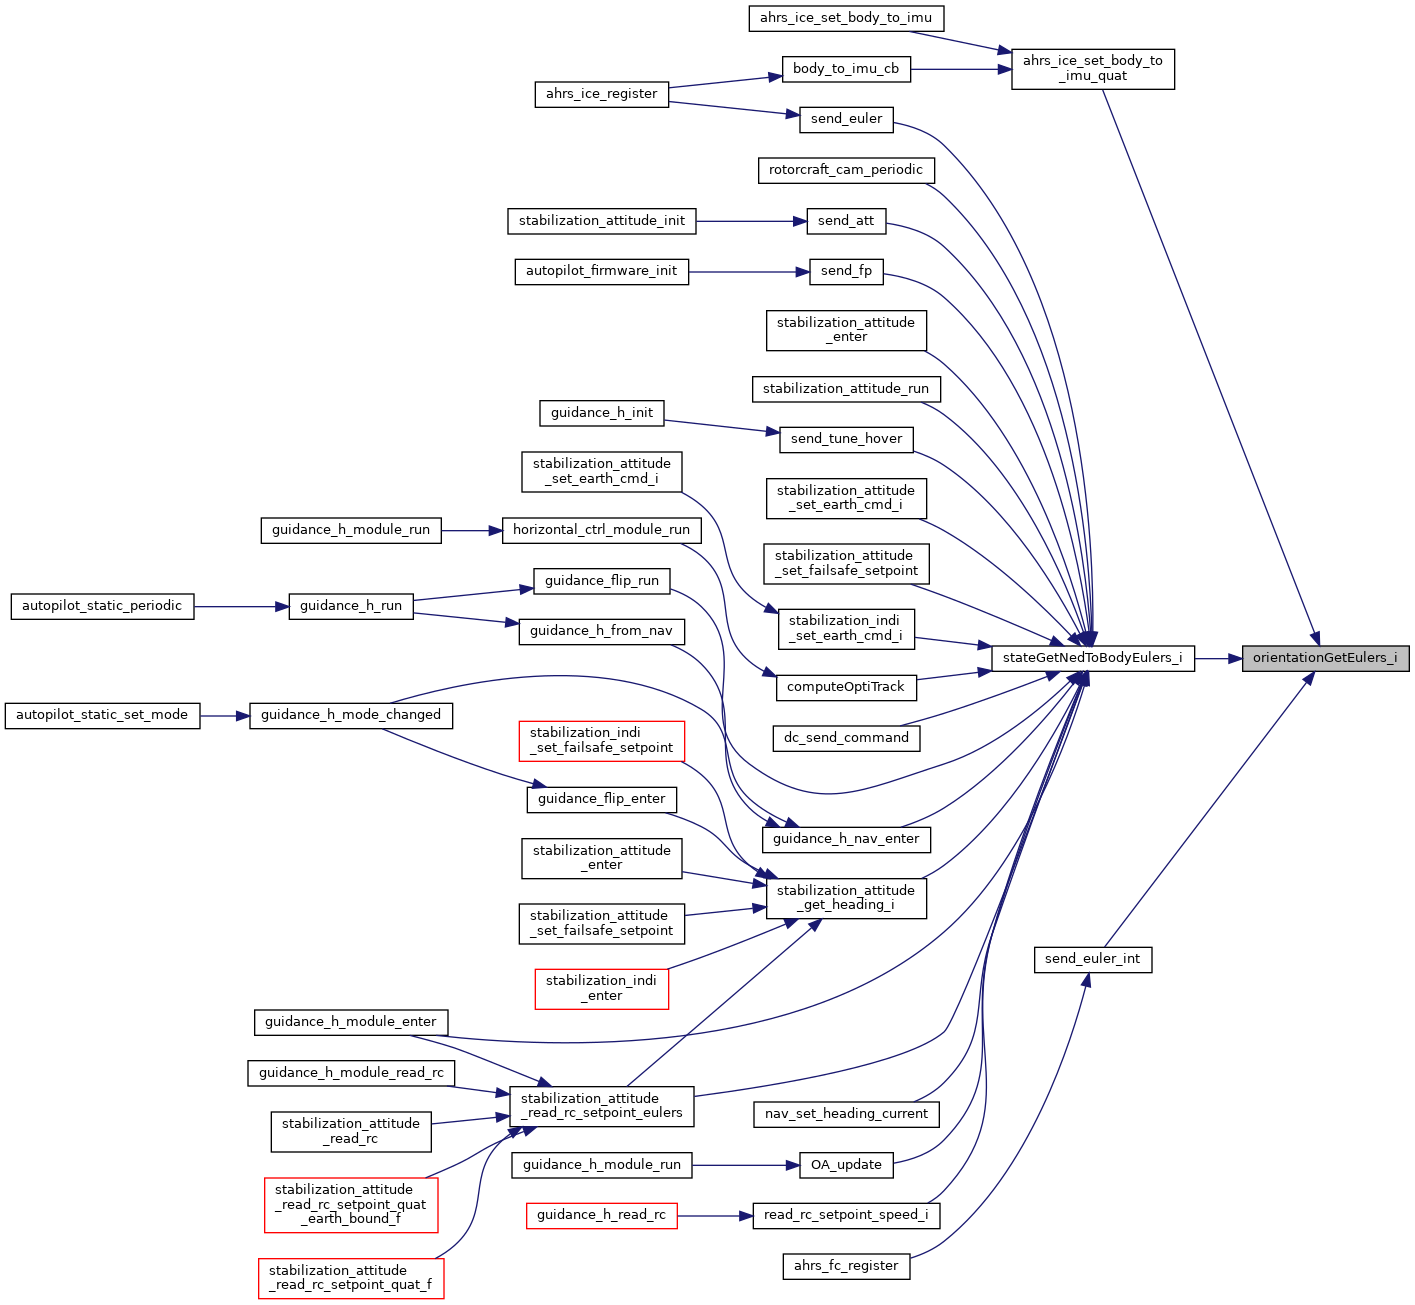 ahrs_ice_set_body_to_imu
ahrs_ice_set_body_to
_imu_quat
body_to_imu_cb
ahrs_ice_register
send_euler
rotorcraft_cam_periodic
stabilization_attitude_init
send_att
autopilot_firmware_init
send_fp
stabilization_attitude
_enter
stabilization_attitude_run
guidance_h_init
send_tune_hover
stabilization_attitude
_set_earth_cmd_i
stabilization_attitude
_set_earth_cmd_i
guidance_h_module_run
horizontal_ctrl_module_run
stabilization_attitude
_set_failsafe_setpoint
guidance_flip_run
autopilot_static_periodic
guidance_h_run
stabilization_indi
_set_earth_cmd_i
guidance_h_from_nav
stateGetNedToBodyEulers_i
orientationGetEulers_i
computeOptiTrack
autopilot_static_set_mode
guidance_h_mode_changed
dc_send_command
stabilization_indi
_set_failsafe_setpoint
guidance_flip_enter
guidance_h_nav_enter
stabilization_attitude
_enter
stabilization_attitude
_get_heading_i
stabilization_attitude
_set_failsafe_setpoint
send_euler_int
stabilization_indi
_enter
guidance_h_module_enter
guidance_h_module_read_rc
stabilization_attitude
_read_rc_setpoint_eulers
nav_set_heading_current
stabilization_attitude
_read_rc
guidance_h_module_run
OA_update
stabilization_attitude
_read_rc_setpoint_quat
_earth_bound_f
guidance_h_read_rc
read_rc_setpoint_speed_i
ahrs_fc_register
stabilization_attitude
_read_rc_setpoint_quat_f